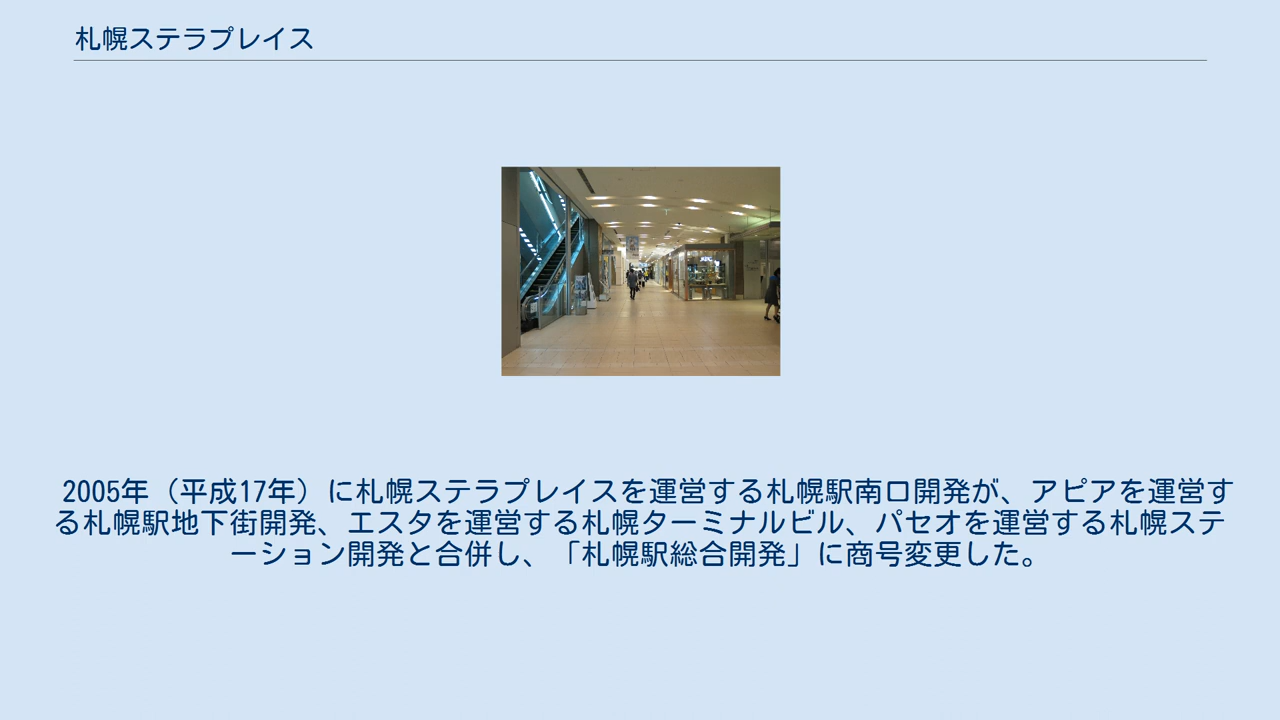 札幌ステラプレイス
2005年（平成17年）に札幌ステラプレイスを運営する札幌駅南口開発が、アピアを運営す
る札幌駅地下街開発、エスタを運営する札幌ターミナルビル、パセオを運営する札幌ステ
ーション開発と合併し、「札幌駅総合開発」に商号変更した。